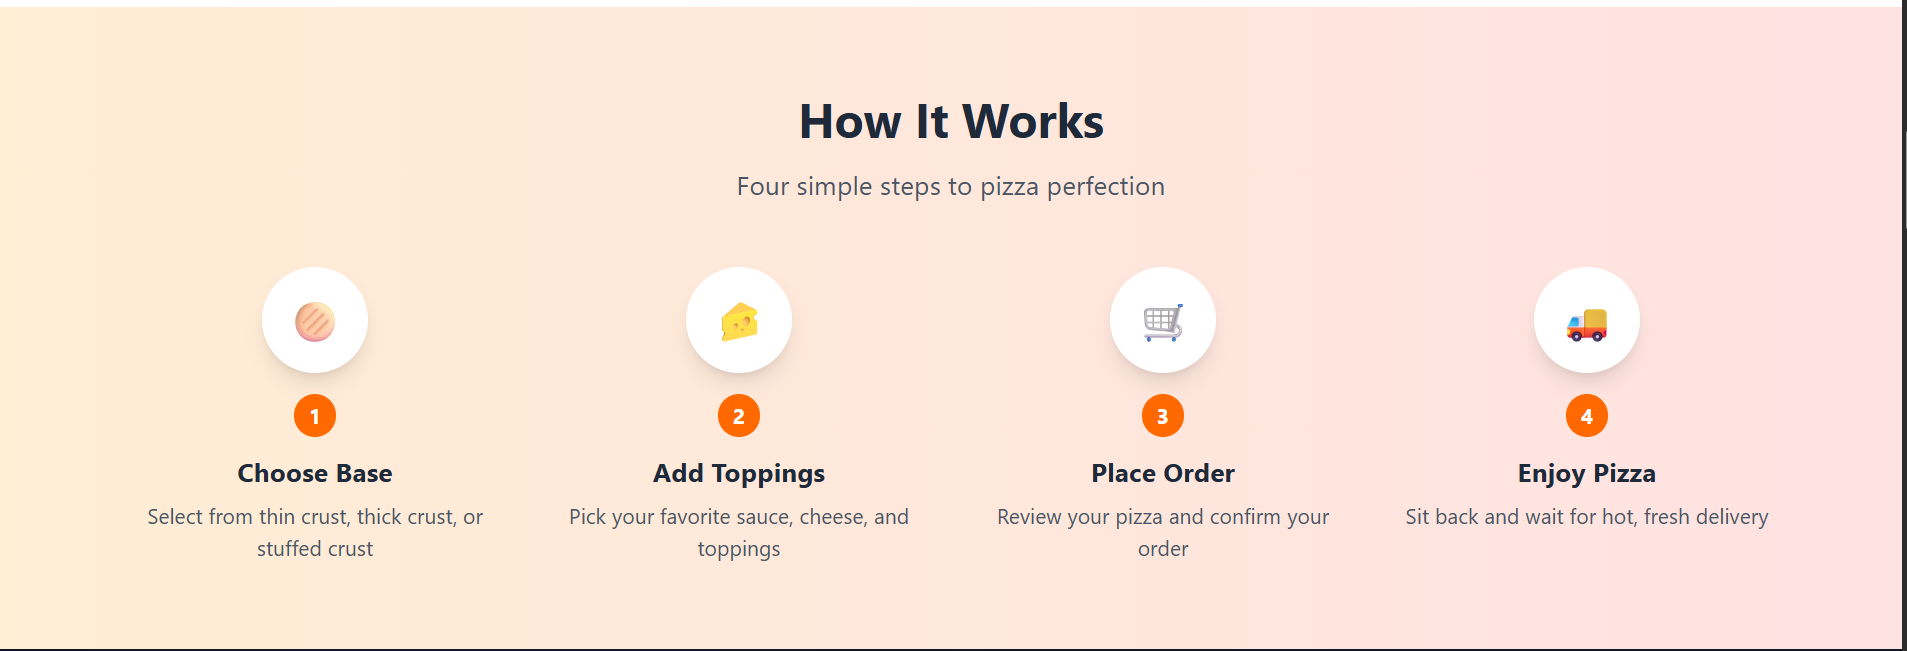 How It Works
Four simple steps to pizza perfection
1
Choose Base
Select from thin crust, thick crust, or
stuffed crust
2
Add Toppings
Pick your favorite sauce, cheese, and
toppings
3
Place Order
Review your pizza and confirm your
order
4
Enjoy Pizza
Sit back and wait for hot, fresh delivery